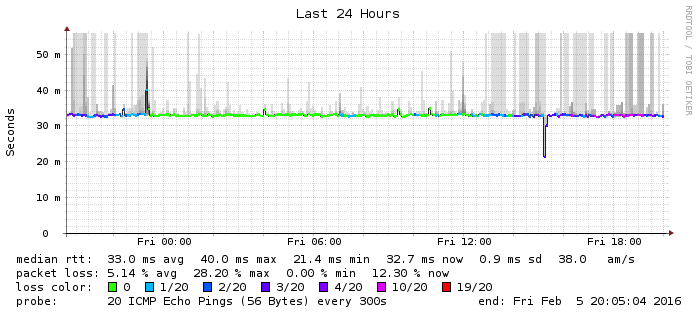 Last 24 Hours
RRDTOOL / TOBI OETIKER
Seconds
50 m
40 m
30 m
20 m
10 m
0
Fri 00:00 Fri 06:00 Fri 12:00 Fri 18:00
median rtt: 33.0 ms avg 40.0 ms max 21.4 ms min 32.7 ms now 0.9 ms sd 38.0 am/s
packet loss: 5.14 % avg 28.20 % max 0.00 % min 12.30 % now
loss color: 0 1/20 2/20 3/20 4/20 10/20 19/20
probe: 20 ICMP Echo Pings (56 Bytes) every 300s end: Fri Feb 5 20:05:04 2016